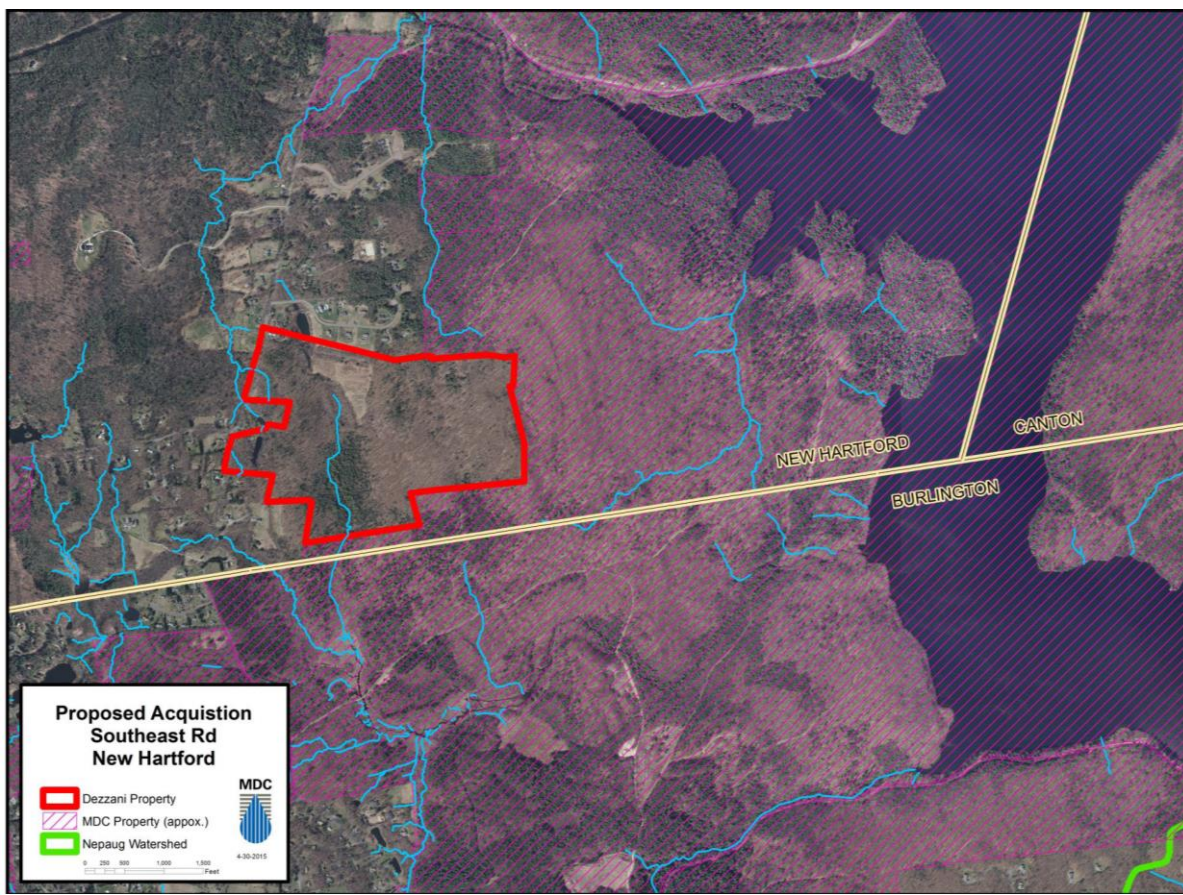 CANTON
NEW HARTFORD
BURLINGTON
Proposed Acquistion
Southeast Rd
New Hartford
Dezzani Property
MDC Property (appox.)
Nepaug Watershed
MDC
4-30-2015
0 250 500 1,000 1,500
Feet